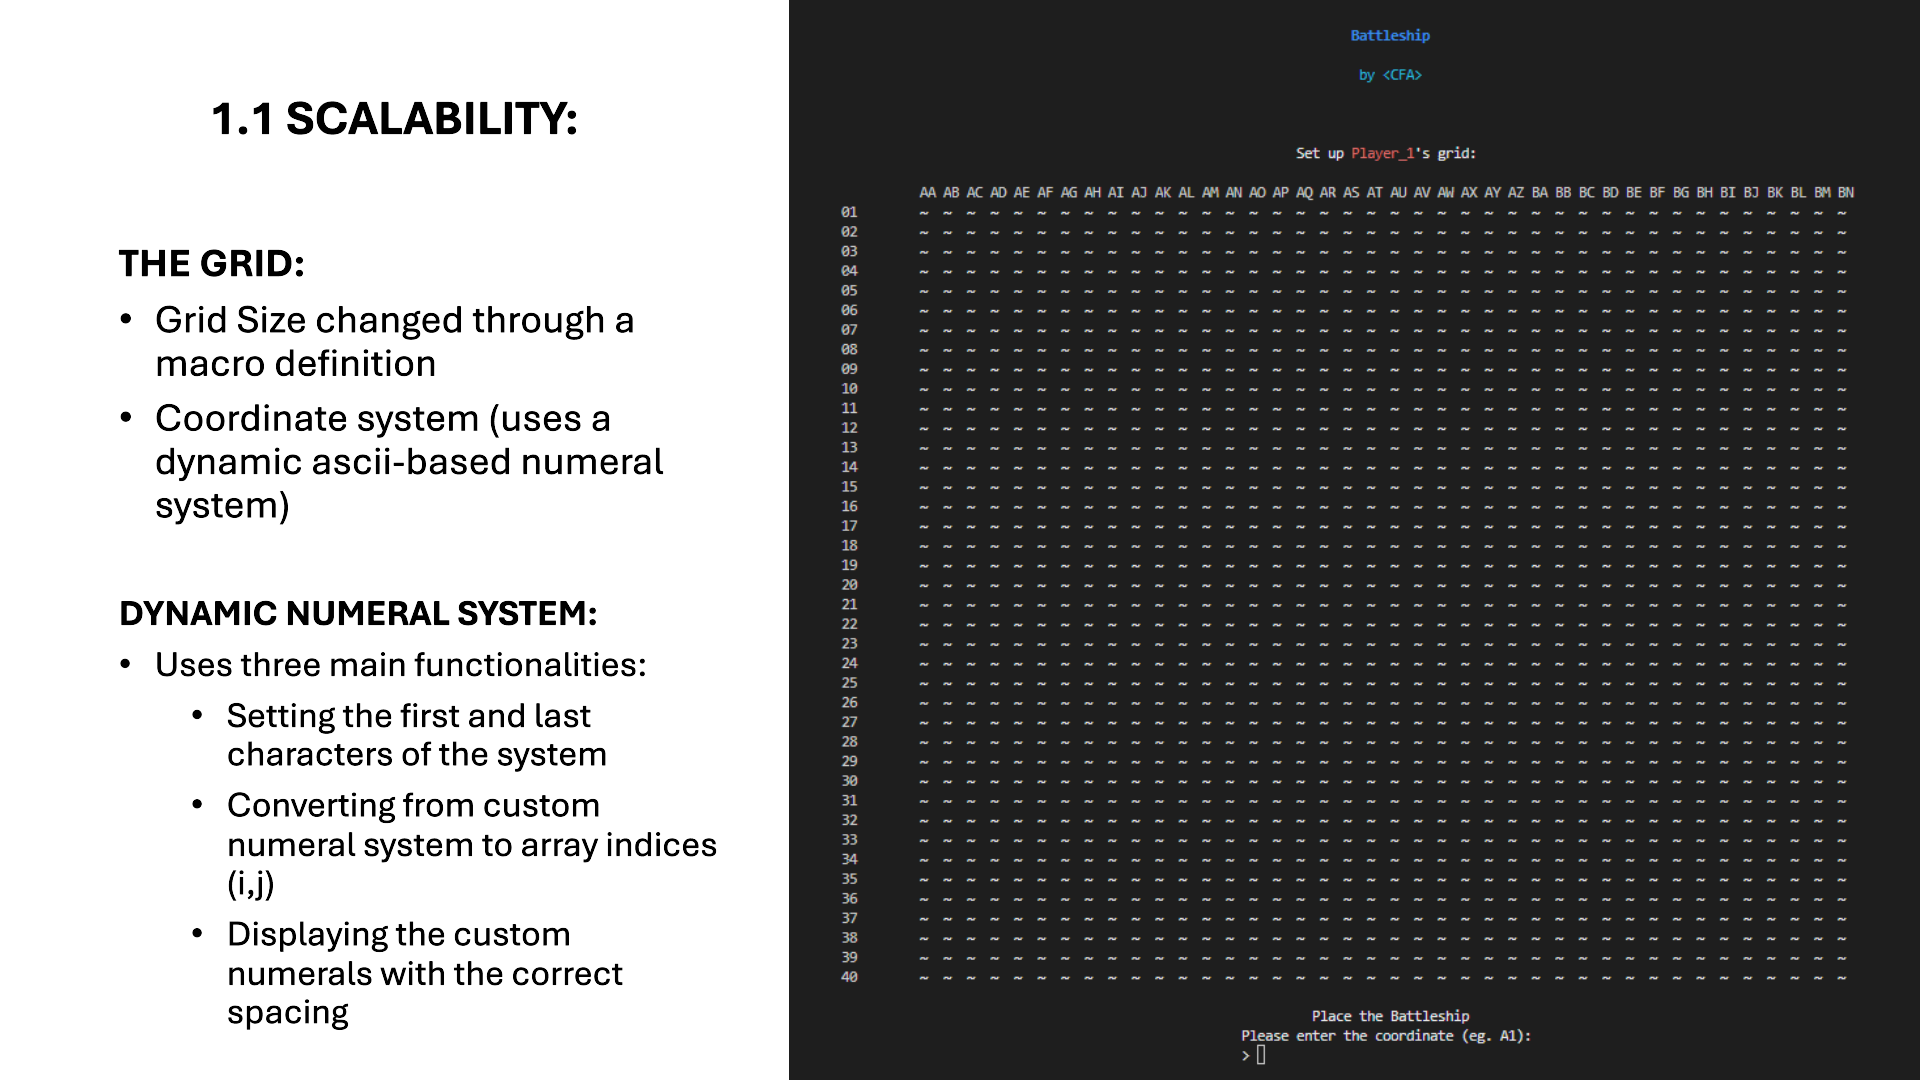 1.1 SCALABILITY:
THE GRID:
• Grid Size changed through a
macro definition
• Coordinate system (uses a
dynamic ascii-based numeral
system)
DYNAMIC NUMERAL SYSTEM:
• Uses three main functionalities:
• Setting the first and last
characters of the system
• Converting from custom
numeral system to array indices
(i,j)
• Displaying the custom
numerals with the correct
spacing
Battleship
by <CFA>
Set up Player_1's grid:
AA AB AC AD AE AF AG AH AI AJ AK AL AM AN AO AP AQ AR AS AT AU AV AW AX AY AZ BA BB BC BD BE BF BG BH BI BJ BK BL BM BN
01 ~ ~ ~ ~ ~ ~ ~ ~ ~ ~ ~ ~ ~ ~ ~ ~ ~ ~ ~ ~ ~ ~ ~ ~ ~ ~ ~ ~ ~ ~ ~ ~ ~ ~ ~ ~ ~ ~ ~ ~
02 ~ ~ ~ ~ ~ ~ ~ ~ ~ ~ ~ ~ ~ ~ ~ ~ ~ ~ ~ ~ ~ ~ ~ ~ ~ ~ ~ ~ ~ ~ ~ ~ ~ ~ ~ ~ ~ ~ ~ ~
03 ~ ~ ~ ~ ~ ~ ~ ~ ~ ~ ~ ~ ~ ~ ~ ~ ~ ~ ~ ~ ~ ~ ~ ~ ~ ~ ~ ~ ~ ~ ~ ~ ~ ~ ~ ~ ~ ~ ~ ~
04 ~ ~ ~ ~ ~ ~ ~ ~ ~ ~ ~ ~ ~ ~ ~ ~ ~ ~ ~ ~ ~ ~ ~ ~ ~ ~ ~ ~ ~ ~ ~ ~ ~ ~ ~ ~ ~ ~ ~ ~
05 ~ ~ ~ ~ ~ ~ ~ ~ ~ ~ ~ ~ ~ ~ ~ ~ ~ ~ ~ ~ ~ ~ ~ ~ ~ ~ ~ ~ ~ ~ ~ ~ ~ ~ ~ ~ ~ ~ ~ ~
06 ~ ~ ~ ~ ~ ~ ~ ~ ~ ~ ~ ~ ~ ~ ~ ~ ~ ~ ~ ~ ~ ~ ~ ~ ~ ~ ~ ~ ~ ~ ~ ~ ~ ~ ~ ~ ~ ~ ~ ~
07 ~ ~ ~ ~ ~ ~ ~ ~ ~ ~ ~ ~ ~ ~ ~ ~ ~ ~ ~ ~ ~ ~ ~ ~ ~ ~ ~ ~ ~ ~ ~ ~ ~ ~ ~ ~ ~ ~ ~ ~
08 ~ ~ ~ ~ ~ ~ ~ ~ ~ ~ ~ ~ ~ ~ ~ ~ ~ ~ ~ ~ ~ ~ ~ ~ ~ ~ ~ ~ ~ ~ ~ ~ ~ ~ ~ ~ ~ ~ ~ ~
09 ~ ~ ~ ~ ~ ~ ~ ~ ~ ~ ~ ~ ~ ~ ~ ~ ~ ~ ~ ~ ~ ~ ~ ~ ~ ~ ~ ~ ~ ~ ~ ~ ~ ~ ~ ~ ~ ~ ~ ~
10 ~ ~ ~ ~ ~ ~ ~ ~ ~ ~ ~ ~ ~ ~ ~ ~ ~ ~ ~ ~ ~ ~ ~ ~ ~ ~ ~ ~ ~ ~ ~ ~ ~ ~ ~ ~ ~ ~ ~ ~
11 ~ ~ ~ ~ ~ ~ ~ ~ ~ ~ ~ ~ ~ ~ ~ ~ ~ ~ ~ ~ ~ ~ ~ ~ ~ ~ ~ ~ ~ ~ ~ ~ ~ ~ ~ ~ ~ ~ ~ ~
12 ~ ~ ~ ~ ~ ~ ~ ~ ~ ~ ~ ~ ~ ~ ~ ~ ~ ~ ~ ~ ~ ~ ~ ~ ~ ~ ~ ~ ~ ~ ~ ~ ~ ~ ~ ~ ~ ~ ~ ~
13 ~ ~ ~ ~ ~ ~ ~ ~ ~ ~ ~ ~ ~ ~ ~ ~ ~ ~ ~ ~ ~ ~ ~ ~ ~ ~ ~ ~ ~ ~ ~ ~ ~ ~ ~ ~ ~ ~ ~ ~
14 ~ ~ ~ ~ ~ ~ ~ ~ ~ ~ ~ ~ ~ ~ ~ ~ ~ ~ ~ ~ ~ ~ ~ ~ ~ ~ ~ ~ ~ ~ ~ ~ ~ ~ ~ ~ ~ ~ ~ ~
15 ~ ~ ~ ~ ~ ~ ~ ~ ~ ~ ~ ~ ~ ~ ~ ~ ~ ~ ~ ~ ~ ~ ~ ~ ~ ~ ~ ~ ~ ~ ~ ~ ~ ~ ~ ~ ~ ~ ~ ~
16 ~ ~ ~ ~ ~ ~ ~ ~ ~ ~ ~ ~ ~ ~ ~ ~ ~ ~ ~ ~ ~ ~ ~ ~ ~ ~ ~ ~ ~ ~ ~ ~ ~ ~ ~ ~ ~ ~ ~ ~
17 ~ ~ ~ ~ ~ ~ ~ ~ ~ ~ ~ ~ ~ ~ ~ ~ ~ ~ ~ ~ ~ ~ ~ ~ ~ ~ ~ ~ ~ ~ ~ ~ ~ ~ ~ ~ ~ ~ ~ ~
18 ~ ~ ~ ~ ~ ~ ~ ~ ~ ~ ~ ~ ~ ~ ~ ~ ~ ~ ~ ~ ~ ~ ~ ~ ~ ~ ~ ~ ~ ~ ~ ~ ~ ~ ~ ~ ~ ~ ~ ~
19 ~ ~ ~ ~ ~ ~ ~ ~ ~ ~ ~ ~ ~ ~ ~ ~ ~ ~ ~ ~ ~ ~ ~ ~ ~ ~ ~ ~ ~ ~ ~ ~ ~ ~ ~ ~ ~ ~ ~ ~
20 ~ ~ ~ ~ ~ ~ ~ ~ ~ ~ ~ ~ ~ ~ ~ ~ ~ ~ ~ ~ ~ ~ ~ ~ ~ ~ ~ ~ ~ ~ ~ ~ ~ ~ ~ ~ ~ ~ ~ ~
21 ~ ~ ~ ~ ~ ~ ~ ~ ~ ~ ~ ~ ~ ~ ~ ~ ~ ~ ~ ~ ~ ~ ~ ~ ~ ~ ~ ~ ~ ~ ~ ~ ~ ~ ~ ~ ~ ~ ~ ~
22 ~ ~ ~ ~ ~ ~ ~ ~ ~ ~ ~ ~ ~ ~ ~ ~ ~ ~ ~ ~ ~ ~ ~ ~ ~ ~ ~ ~ ~ ~ ~ ~ ~ ~ ~ ~ ~ ~ ~ ~
23 ~ ~ ~ ~ ~ ~ ~ ~ ~ ~ ~ ~ ~ ~ ~ ~ ~ ~ ~ ~ ~ ~ ~ ~ ~ ~ ~ ~ ~ ~ ~ ~ ~ ~ ~ ~ ~ ~ ~ ~
24 ~ ~ ~ ~ ~ ~ ~ ~ ~ ~ ~ ~ ~ ~ ~ ~ ~ ~ ~ ~ ~ ~ ~ ~ ~ ~ ~ ~ ~ ~ ~ ~ ~ ~ ~ ~ ~ ~ ~ ~
25 ~ ~ ~ ~ ~ ~ ~ ~ ~ ~ ~ ~ ~ ~ ~ ~ ~ ~ ~ ~ ~ ~ ~ ~ ~ ~ ~ ~ ~ ~ ~ ~ ~ ~ ~ ~ ~ ~ ~ ~
26 ~ ~ ~ ~ ~ ~ ~ ~ ~ ~ ~ ~ ~ ~ ~ ~ ~ ~ ~ ~ ~ ~ ~ ~ ~ ~ ~ ~ ~ ~ ~ ~ ~ ~ ~ ~ ~ ~ ~ ~
27 ~ ~ ~ ~ ~ ~ ~ ~ ~ ~ ~ ~ ~ ~ ~ ~ ~ ~ ~ ~ ~ ~ ~ ~ ~ ~ ~ ~ ~ ~ ~ ~ ~ ~ ~ ~ ~ ~ ~ ~
28 ~ ~ ~ ~ ~ ~ ~ ~ ~ ~ ~ ~ ~ ~ ~ ~ ~ ~ ~ ~ ~ ~ ~ ~ ~ ~ ~ ~ ~ ~ ~ ~ ~ ~ ~ ~ ~ ~ ~ ~
29 ~ ~ ~ ~ ~ ~ ~ ~ ~ ~ ~ ~ ~ ~ ~ ~ ~ ~ ~ ~ ~ ~ ~ ~ ~ ~ ~ ~ ~ ~ ~ ~ ~ ~ ~ ~ ~ ~ ~ ~
30 ~ ~ ~ ~ ~ ~ ~ ~ ~ ~ ~ ~ ~ ~ ~ ~ ~ ~ ~ ~ ~ ~ ~ ~ ~ ~ ~ ~ ~ ~ ~ ~ ~ ~ ~ ~ ~ ~ ~ ~
31 ~ ~ ~ ~ ~ ~ ~ ~ ~ ~ ~ ~ ~ ~ ~ ~ ~ ~ ~ ~ ~ ~ ~ ~ ~ ~ ~ ~ ~ ~ ~ ~ ~ ~ ~ ~ ~ ~ ~ ~
32 ~ ~ ~ ~ ~ ~ ~ ~ ~ ~ ~ ~ ~ ~ ~ ~ ~ ~ ~ ~ ~ ~ ~ ~ ~ ~ ~ ~ ~ ~ ~ ~ ~ ~ ~ ~ ~ ~ ~ ~
33 ~ ~ ~ ~ ~ ~ ~ ~ ~ ~ ~ ~ ~ ~ ~ ~ ~ ~ ~ ~ ~ ~ ~ ~ ~ ~ ~ ~ ~ ~ ~ ~ ~ ~ ~ ~ ~ ~ ~ ~
34 ~ ~ ~ ~ ~ ~ ~ ~ ~ ~ ~ ~ ~ ~ ~ ~ ~ ~ ~ ~ ~ ~ ~ ~ ~ ~ ~ ~ ~ ~ ~ ~ ~ ~ ~ ~ ~ ~ ~ ~
35 ~ ~ ~ ~ ~ ~ ~ ~ ~ ~ ~ ~ ~ ~ ~ ~ ~ ~ ~ ~ ~ ~ ~ ~ ~ ~ ~ ~ ~ ~ ~ ~ ~ ~ ~ ~ ~ ~ ~ ~
36 ~ ~ ~ ~ ~ ~ ~ ~ ~ ~ ~ ~ ~ ~ ~ ~ ~ ~ ~ ~ ~ ~ ~ ~ ~ ~ ~ ~ ~ ~ ~ ~ ~ ~ ~ ~ ~ ~ ~ ~
37 ~ ~ ~ ~ ~ ~ ~ ~ ~ ~ ~ ~ ~ ~ ~ ~ ~ ~ ~ ~ ~ ~ ~ ~ ~ ~ ~ ~ ~ ~ ~ ~ ~ ~ ~ ~ ~ ~ ~ ~
38 ~ ~ ~ ~ ~ ~ ~ ~ ~ ~ ~ ~ ~ ~ ~ ~ ~ ~ ~ ~ ~ ~ ~ ~ ~ ~ ~ ~ ~ ~ ~ ~ ~ ~ ~ ~ ~ ~ ~ ~
39 ~ ~ ~ ~ ~ ~ ~ ~ ~ ~ ~ ~ ~ ~ ~ ~ ~ ~ ~ ~ ~ ~ ~ ~ ~ ~ ~ ~ ~ ~ ~ ~ ~ ~ ~ ~ ~ ~ ~ ~
40 ~ ~ ~ ~ ~ ~ ~ ~ ~ ~ ~ ~ ~ ~ ~ ~ ~ ~ ~ ~ ~ ~ ~ ~ ~ ~ ~ ~ ~ ~ ~ ~ ~ ~ ~ ~ ~ ~ ~ ~
Place the Battleship
Please enter the coordinate (eg. A1):
>